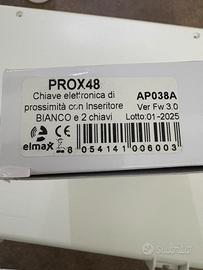 PROX48
Chiave elettronica di AP038A
prossimità con Inseritore Ver Fw 3.0
BIANCO e 2 chiavi Lotto:01-2025
elmax
8 054141 006003
subito